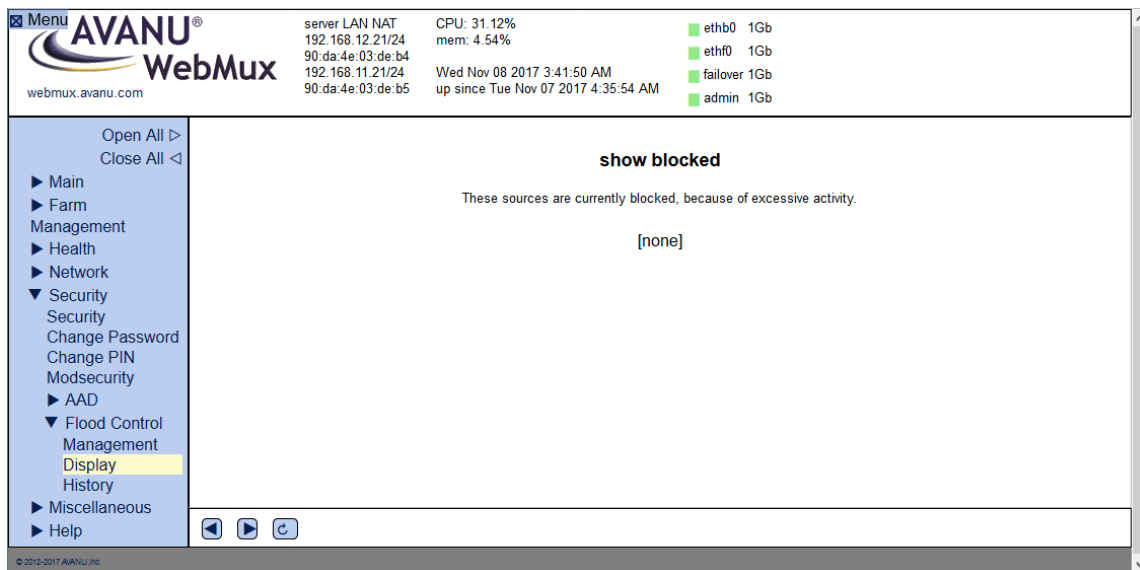 Menu
AVANU®
WebMux
webmux.avanu.com
server LAN NAT
192.168.12.21/24
90:da:4e:03:de:b4
192.168.11.21/24
90:da:4e:03:de:b5
CPU: 31.12%
mem: 4.54%
Wed Nov 08 2017 3:41:50 AM
up since Tue Nov 07 2017 4:35:54 AM
ethb0 1Gb
ethf0 1Gb
failover 1Gb
admin 1Gb
Open All ▷
Close All ◁
▶ Main
▶ Farm
Management
▶ Health
▶ Network
▼ Security
Security
Change Password
Change PIN
Modsecurity
▶ AAD
▼ Flood Control
Management
Display
History
▶ Miscellaneous
▶ Help
show blocked
These sources are currently blocked, because of excessive activity.
[none]
© 2012-2017 AVANU,Inc.